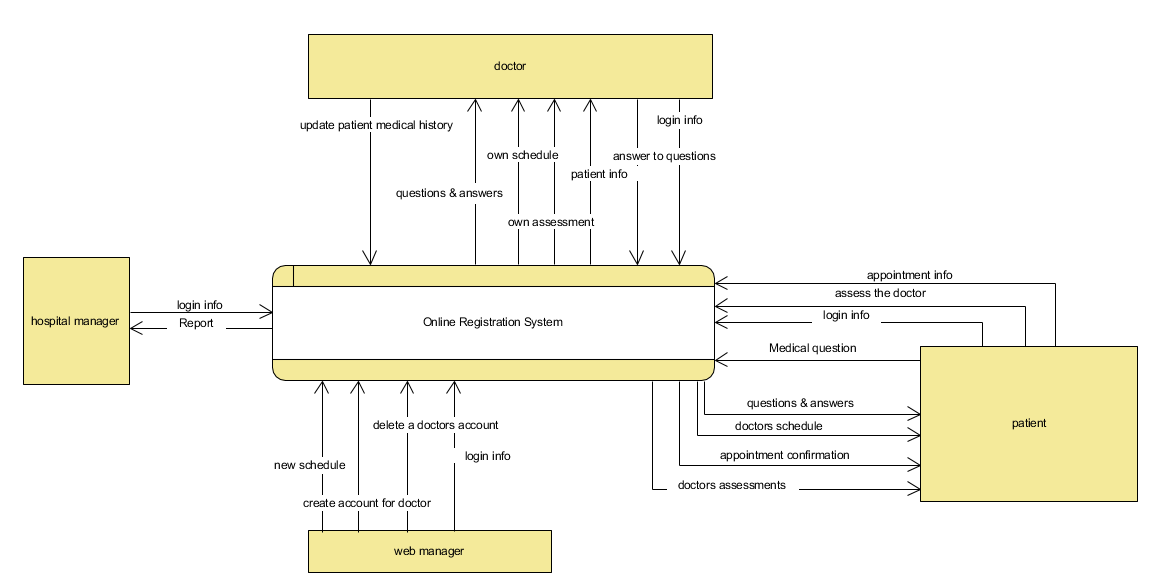 doctor
login info
update patient medical history
own schedule
answer to questions
patient info
questions & answers
own assessment
appointment info
assess the doctor
login info
login info
hospital manager
Report
Online Registration System
Medical question
questions & answers
patient
delete a doctors account
doctors schedule
login info
appointment confirmation
new schedule
doctors assessments
create account for doctor
web manager